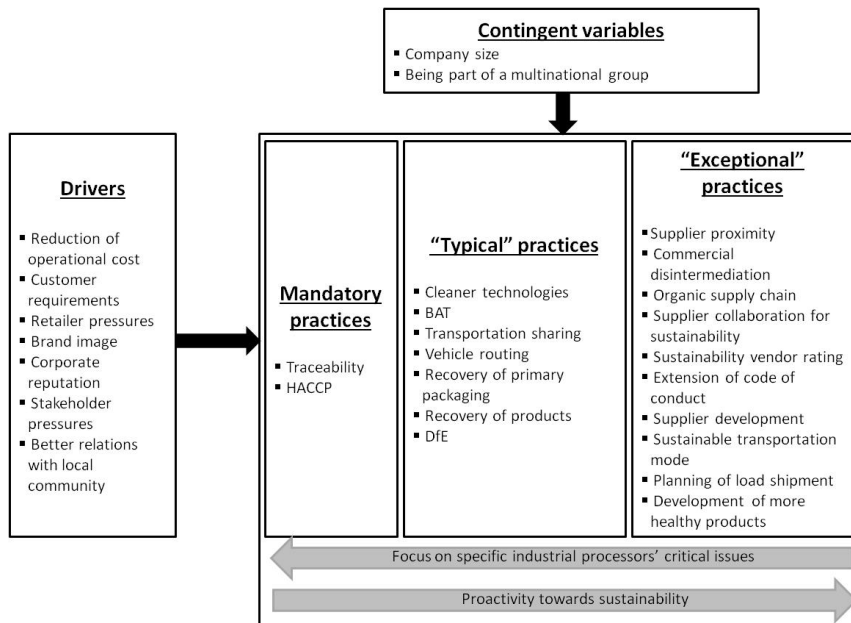 Contingent variables
▪ Company size
▪ Being part of a multinational group
Drivers
▪ Reduction of
operational cost
▪ Customer
requirements
▪ Retailer pressures
▪ Brand image
▪ Corporate
reputation
▪ Stakeholder
pressures
▪ Better relations
with local
community
Mandatory
practices
▪ Traceability
▪ HACCP
“Typical” practices
▪ Cleaner technologies
▪ BAT
▪ Transportation sharing
▪ Vehicle routing
▪ Recovery of primary
packaging
▪ Recovery of products
▪ DfE
“Exceptional”
practices
▪ Supplier proximity
▪ Commercial
disintermediation
▪ Organic supply chain
▪ Supplier collaboration for
sustainability
▪ Sustainability vendor rating
▪ Extension of code of
conduct
▪ Supplier development
▪ Sustainable transportation
mode
▪ Planning of load shipment
▪ Development of more
healthy products
Focus on specific industrial processors’ critical issues
Proactivity towards sustainability